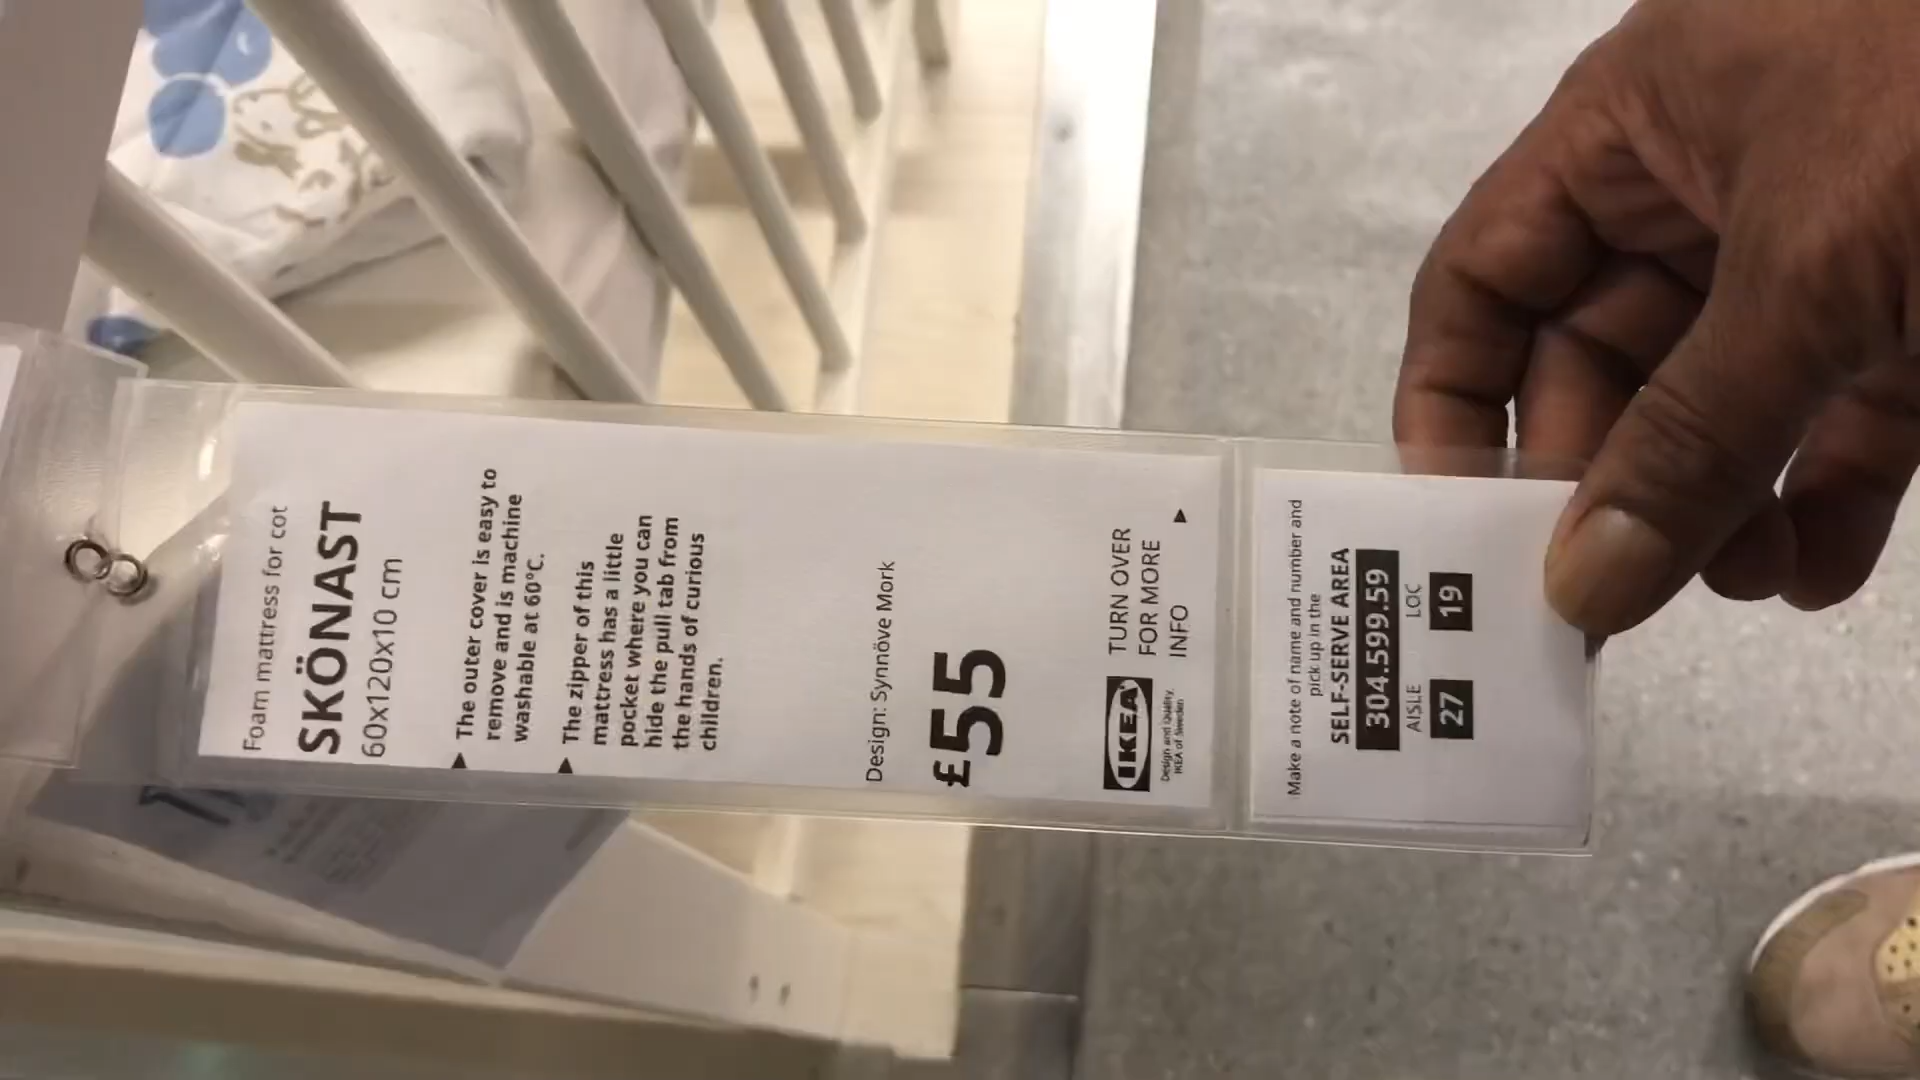 Foam mattress for cot
SKÖNAST
60x120x10 cm
▶ The outer cover is easy to
remove and is machine
washable at 60°C.
▶ The zipper of this
mattress has a little
pocket where you can
hide the pull tab from
the hands of curious
children.
Design: Synnöve Mork
£55
IKEA
Design and Quality,
IKEA of Sweden
TURN OVER
FOR MORE
INFO ▶
Make a note of name and number and
pick up in the
SELF-SERVE AREA
304.599.59
AISLE LOC
27 19